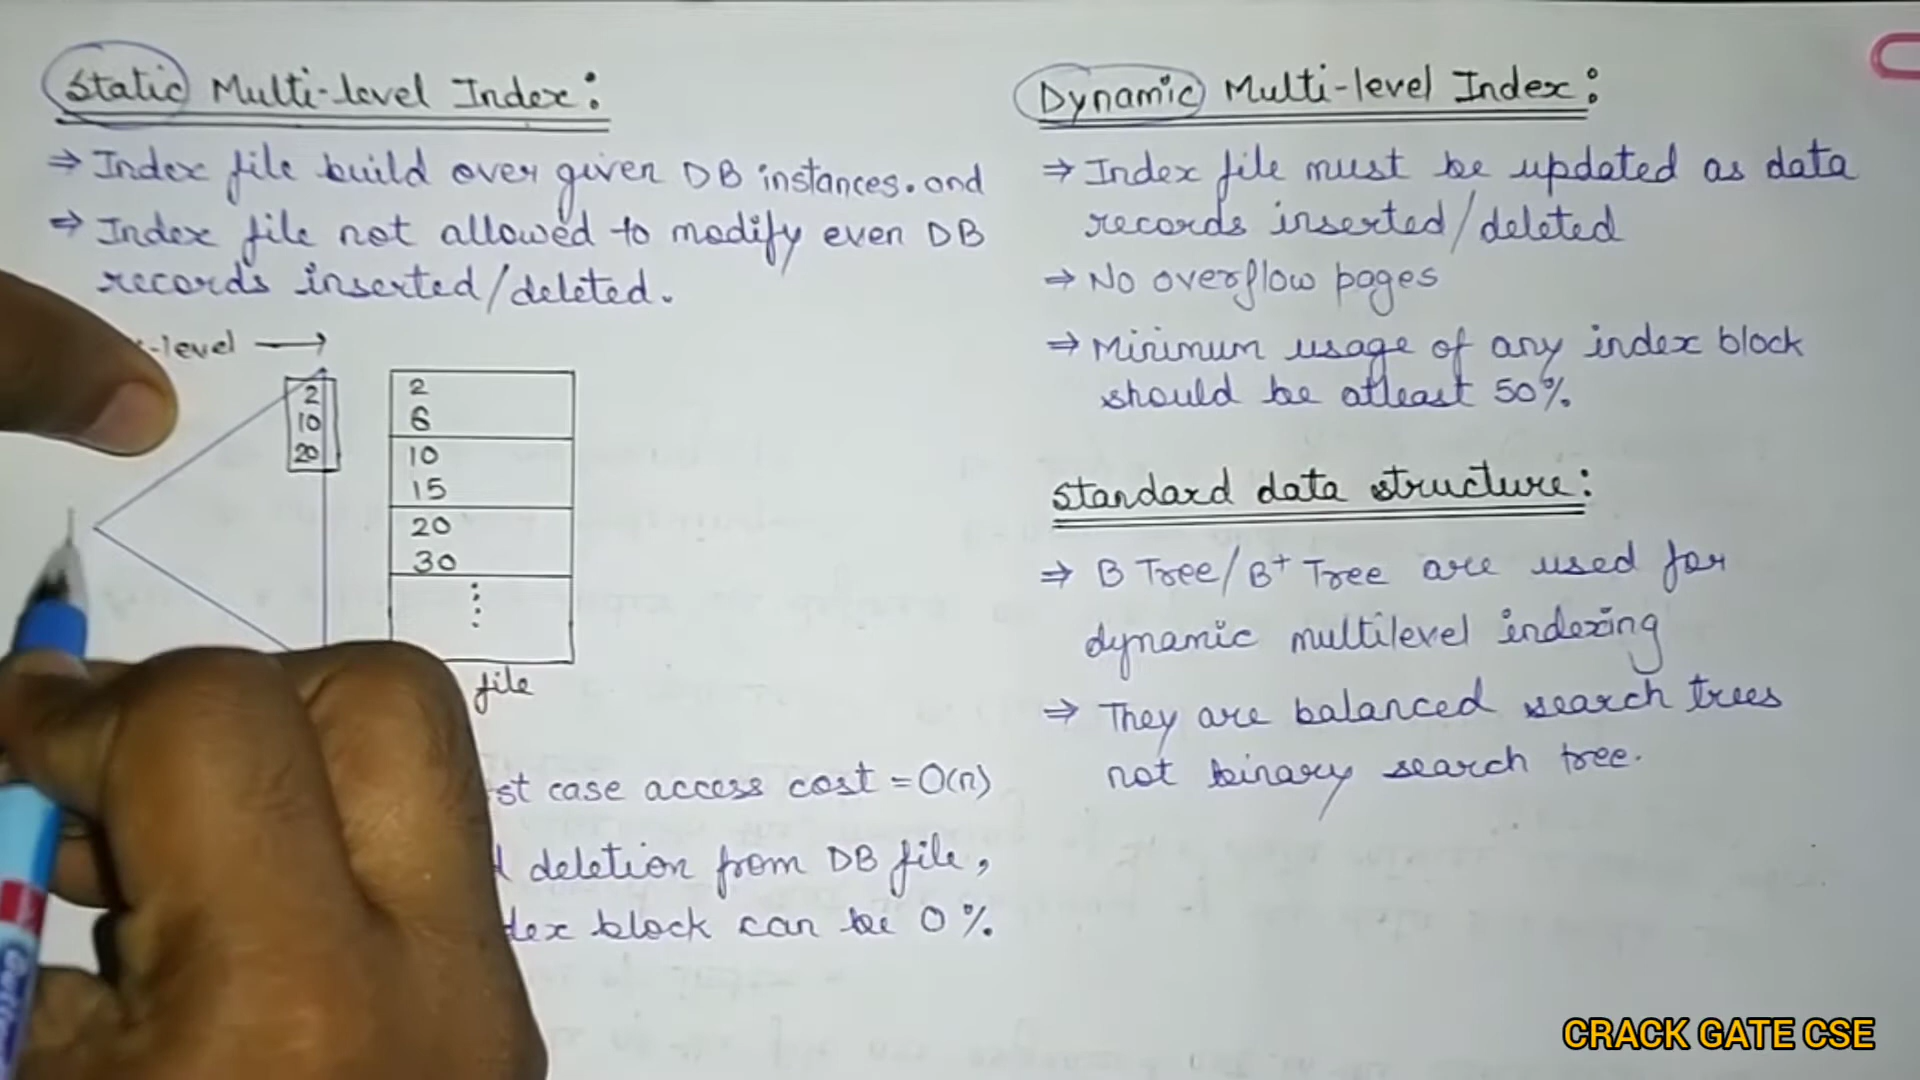 Static Multi-level Index:
⇒ Index file build over given DB instances. and
⇒ Index file not allowed to modify even DB
records inserted/deleted.
-level →
2
10
20
2
6
10
15
20
30
file
st case access cost = O(n)
deletion from DB file,
dex block can be 0%.
Dynamic Multi-level Index:
⇒ Index file must be updated as data
records inserted/deleted
⇒ No overflow pages
⇒ Minimum usage of any index block
should be atleast 50%.
Standard data structure:
⇒ B Tree/B+ Tree are used for
dynamic multilevel indexing
⇒ They are balanced search trees
not binary search tree.
CRACK GATE CSE